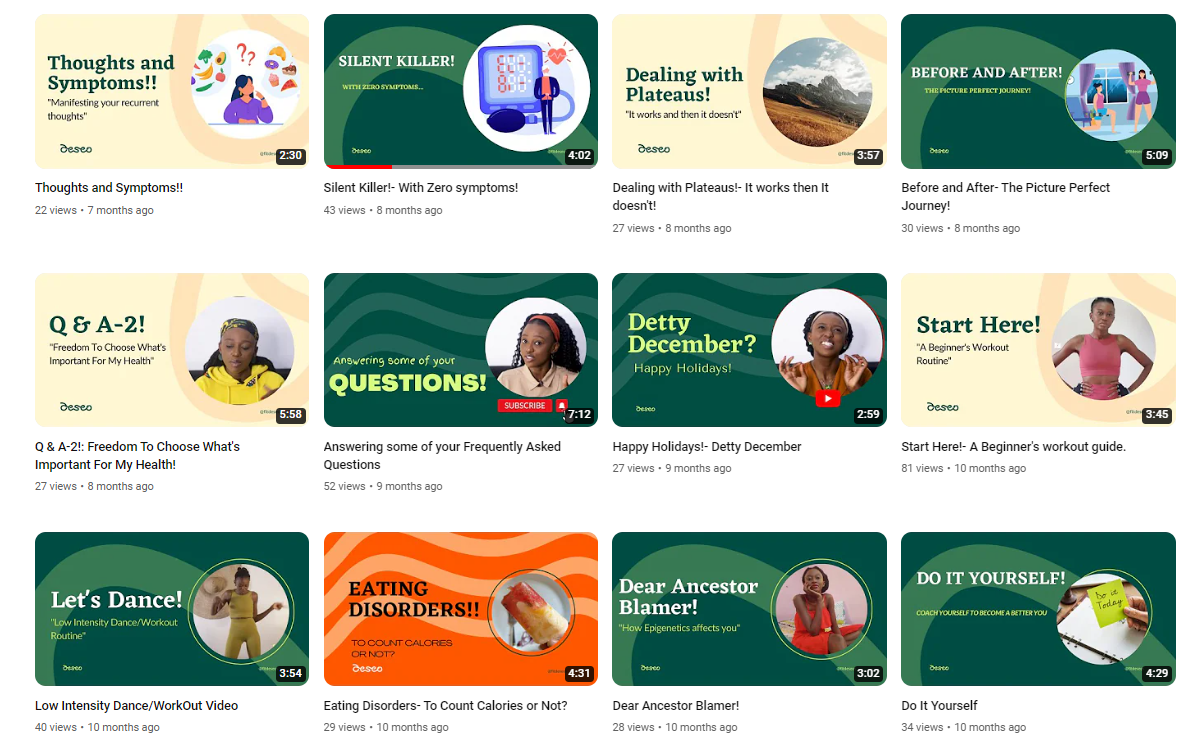 Thoughts and
Symptoms!!
"Manifesting your recurrent
thoughts"
Deseo
2:30
Thoughts and Symptoms!!
22 views • 7 months ago
SILENT KILLER!
WITH ZERO SYMPTOMS...
Deseo
4:02
Silent Killer!- With Zero symptoms!
43 views • 8 months ago
Dealing with
Plateaus!
"It works and then it doesn't"
Deseo
3:57
Dealing with Plateaus!- It works then It
doesn't!
27 views • 8 months ago
BEFORE AND AFTER!
THE PICTURE PERFECT JOURNEY!
Deseo
5:09
Before and After- The Picture Perfect
Journey!
30 views • 8 months ago
Q & A-2!
"Freedom To Choose What's
Important For My Health"
Deseo
5:58
Q & A-2!: Freedom To Choose What's
Important For My Health!
27 views • 8 months ago
Answering some of your
QUESTIONS!
SUBSCRIBE
7:12
Answering some of your Frequently Asked
Questions
52 views • 9 months ago
Detty
December?
Happy Holidays!
Deseo
2:59
Happy Holidays!- Detty December
27 views • 9 months ago
Start Here!
"A Beginner's Workout
Routine"
Deseo
3:45
Start Here!- A Beginner's workout guide.
81 views • 10 months ago
Let's Dance!
"Low Intensity Dance/Workout
Routine"
Deseo
3:54
Low Intensity Dance/WorkOut Video
40 views • 10 months ago
EATING
DISORDERS!!
TO COUNT CALORIES
OR NOT?
Deseo
4:31
Eating Disorders- To Count Calories or Not?
29 views • 10 months ago
Dear Ancestor
Blamer!
"How Epigenetics affects you"
Deseo
3:02
Dear Ancestor Blamer!
28 views • 10 months ago
DO IT YOURSELF!
COACH YOURSELF TO BECOME A BETTER YOU
Do it
Today
Deseo
4:29
Do It Yourself
34 views • 10 months ago